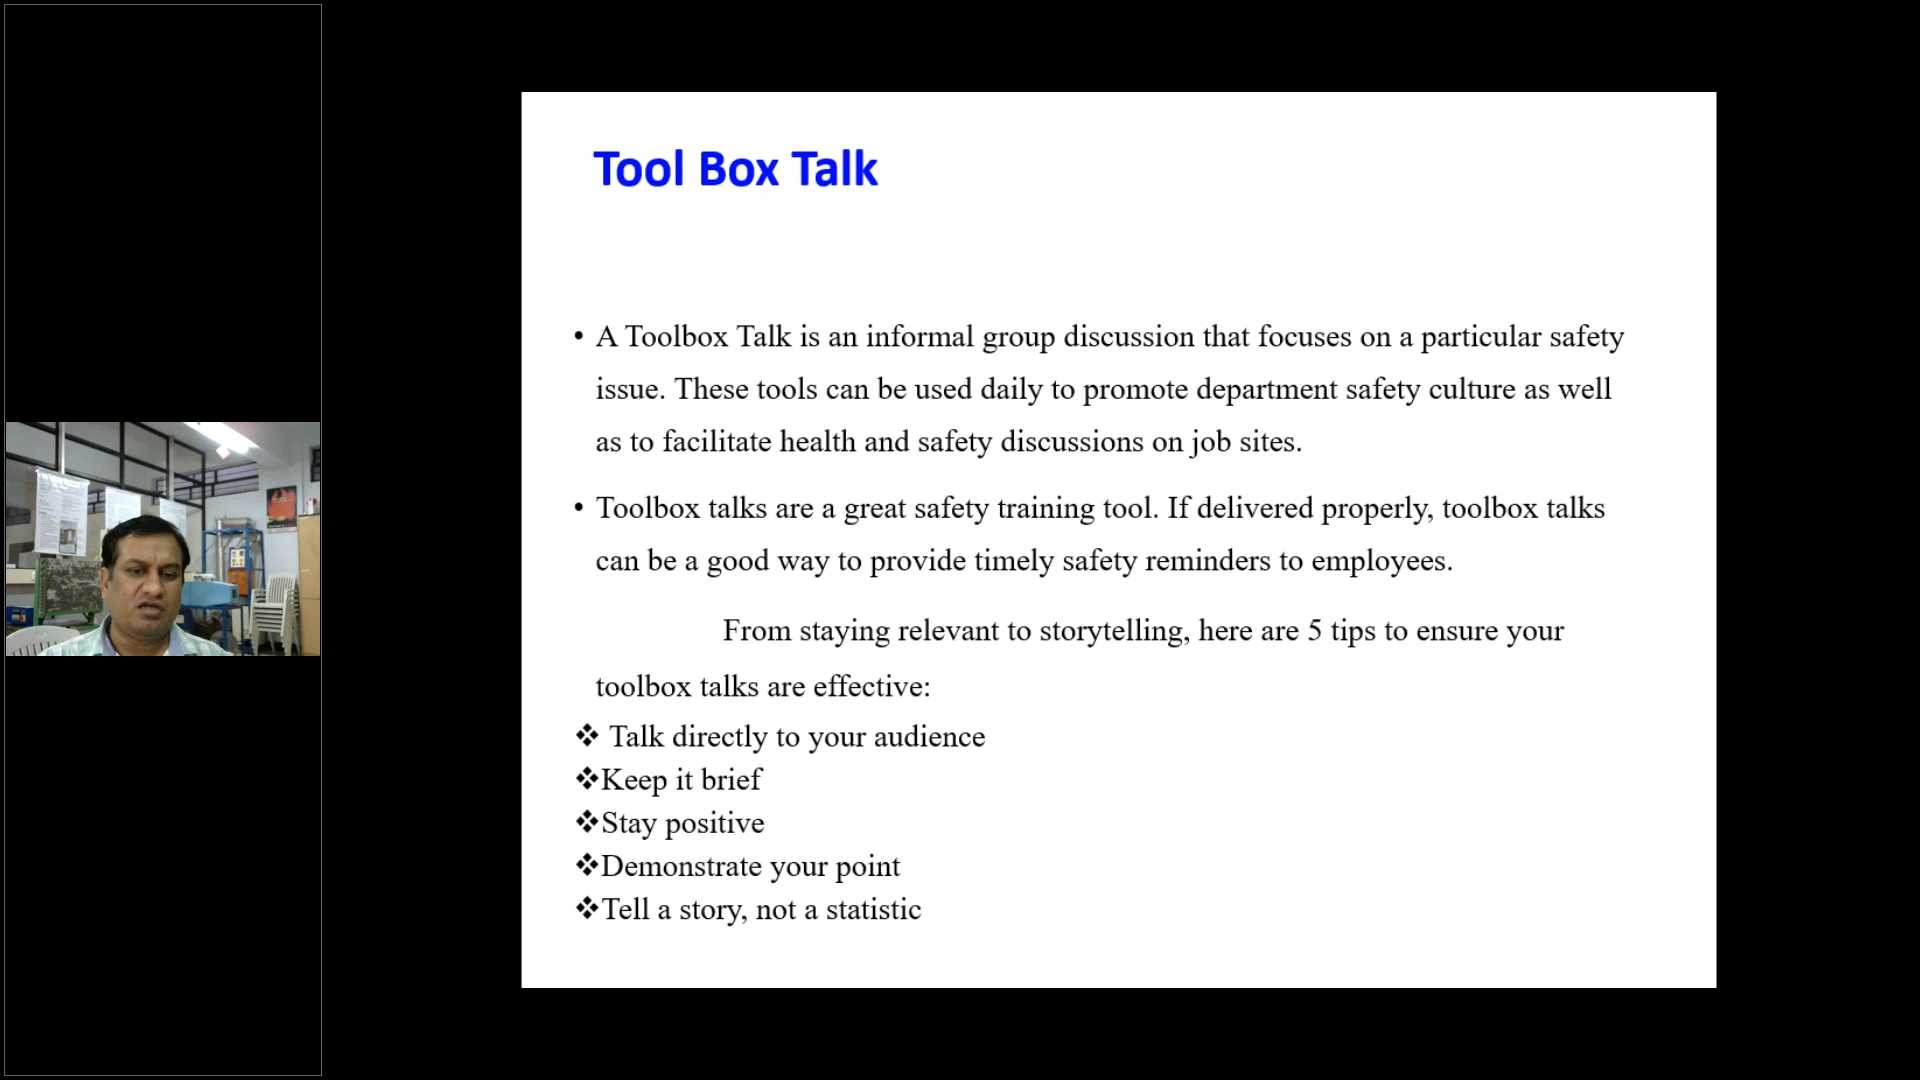 Tool Box Talk
• A Toolbox Talk is an informal group discussion that focuses on a particular safety
issue. These tools can be used daily to promote department safety culture as well
as to facilitate health and safety discussions on job sites.
• Toolbox talks are a great safety training tool. If delivered properly, toolbox talks
can be a good way to provide timely safety reminders to employees.
From staying relevant to storytelling, here are 5 tips to ensure your
toolbox talks are effective:
❖ Talk directly to your audience
❖Keep it brief
❖Stay positive
❖Demonstrate your point
❖Tell a story, not a statistic